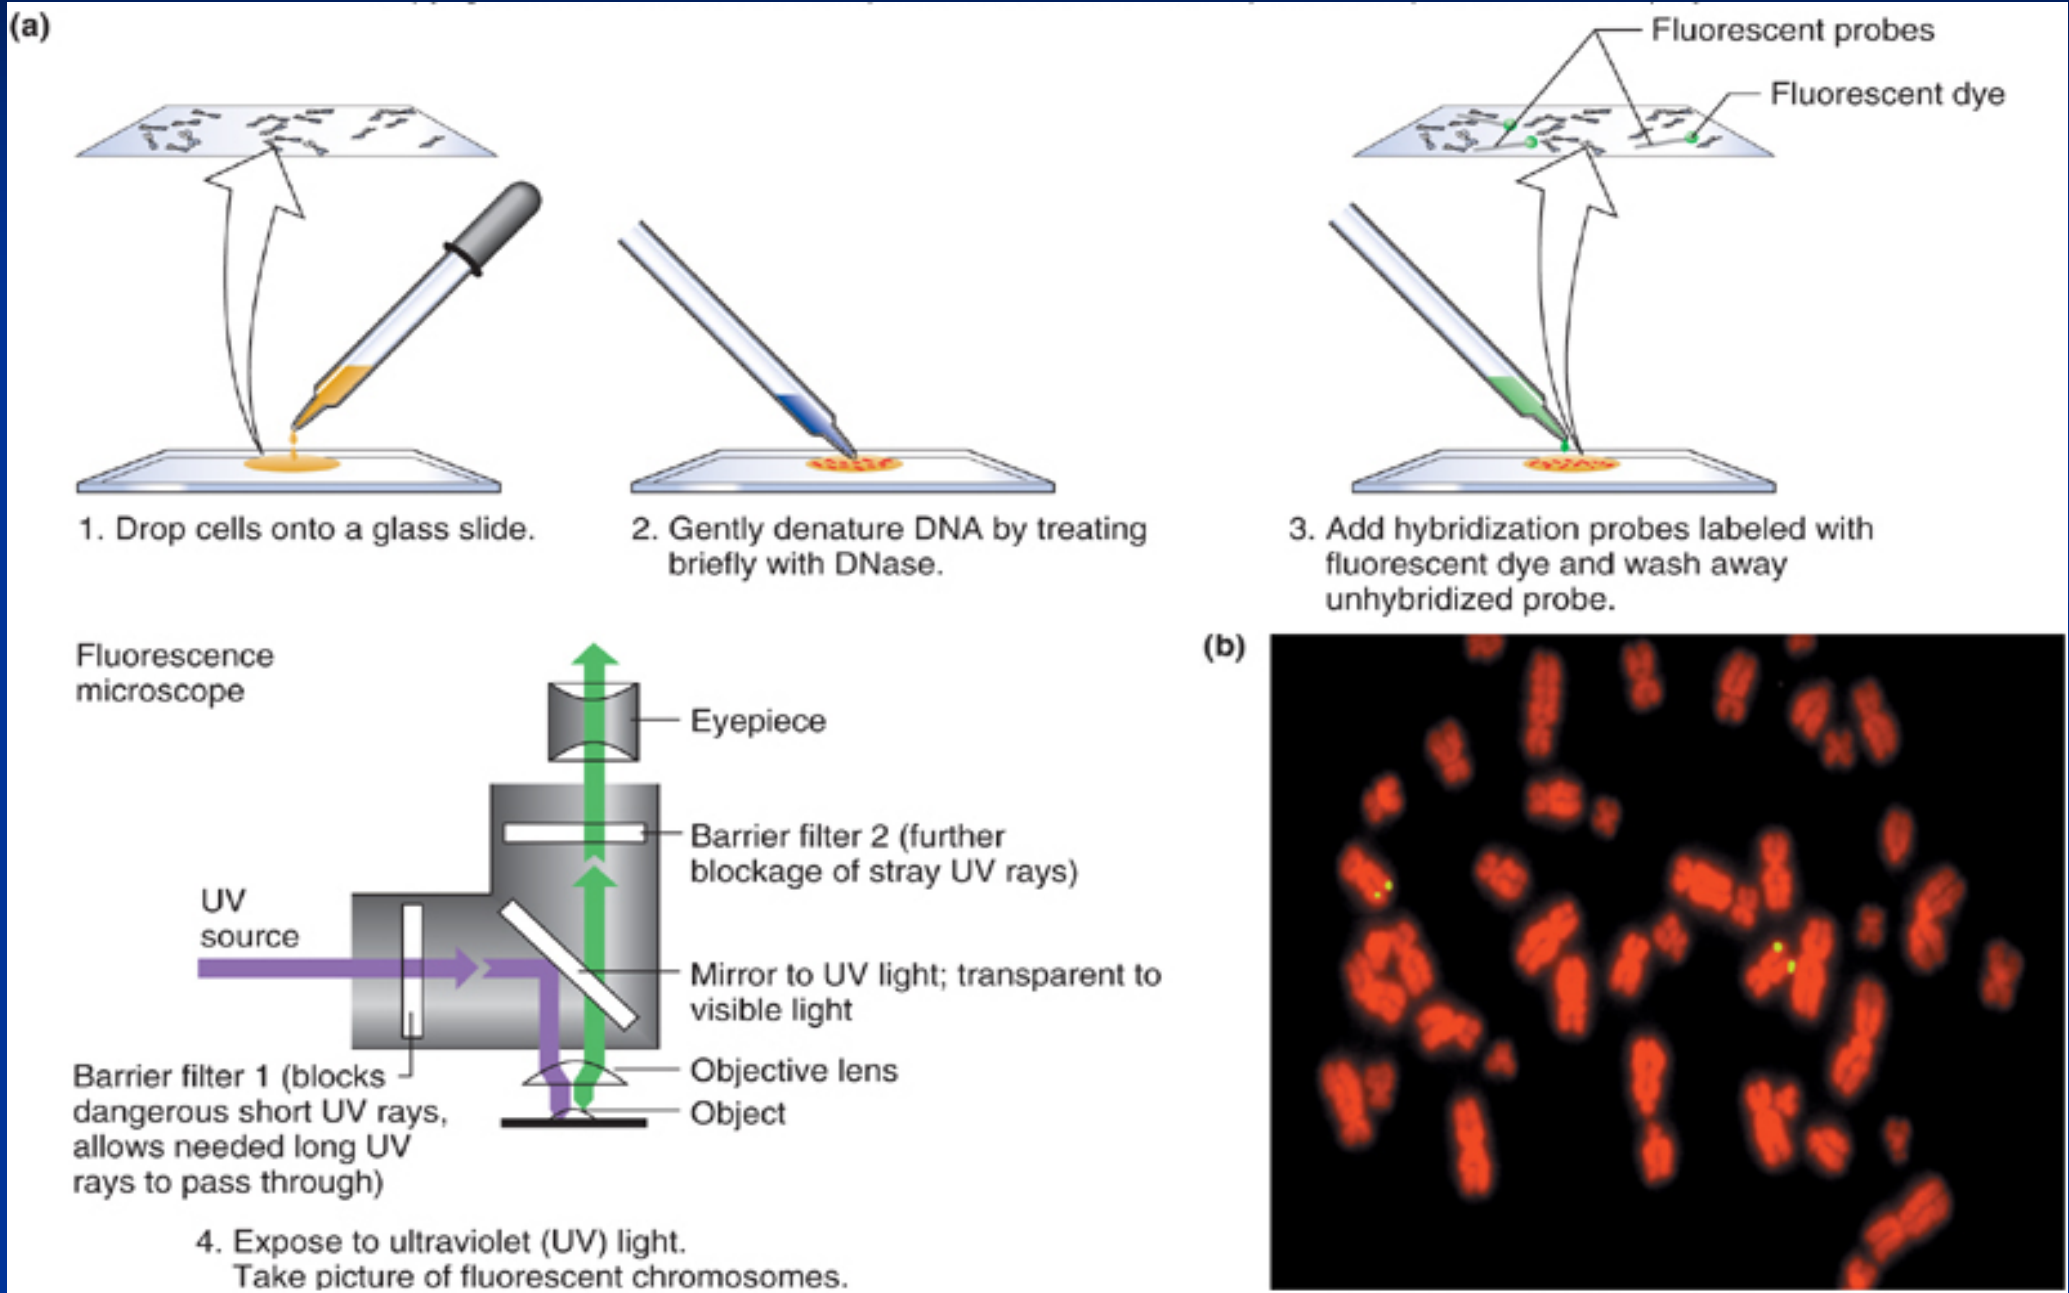 (a)
Fluorescent probes
Fluorescent dye
1. Drop cells onto a glass slide.
2. Gently denature DNA by treating
briefly with DNase.
3. Add hybridization probes labeled with
fluorescent dye and wash away
unhybridized probe.
Fluorescence
microscope
Eyepiece
Barrier filter 2 (further
blockage of stray UV rays)
UV
source
Mirror to UV light; transparent to
visible light
Objective lens
Object
Barrier filter 1 (blocks
dangerous short UV rays,
allows needed long UV
rays to pass through)
4. Expose to ultraviolet (UV) light.
Take picture of fluorescent chromosomes.
(b)